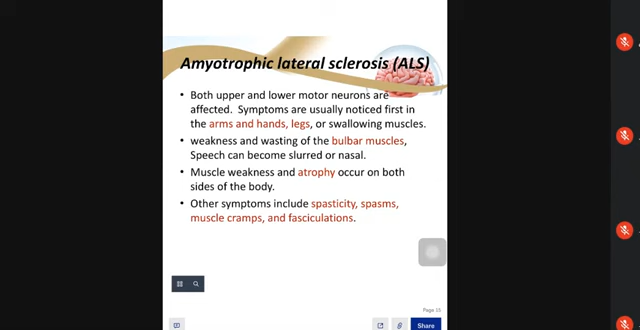 Amyotrophic lateral sclerosis (ALS)
• Both upper and lower motor neurons are
affected. Symptoms are usually noticed first in
the arms and hands, legs, or swallowing muscles.
• weakness and wasting of the bulbar muscles,
Speech can become slurred or nasal.
• Muscle weakness and atrophy occur on both
sides of the body.
• Other symptoms include spasticity, spasms,
muscle cramps, and fasciculations.
Page 15
Share